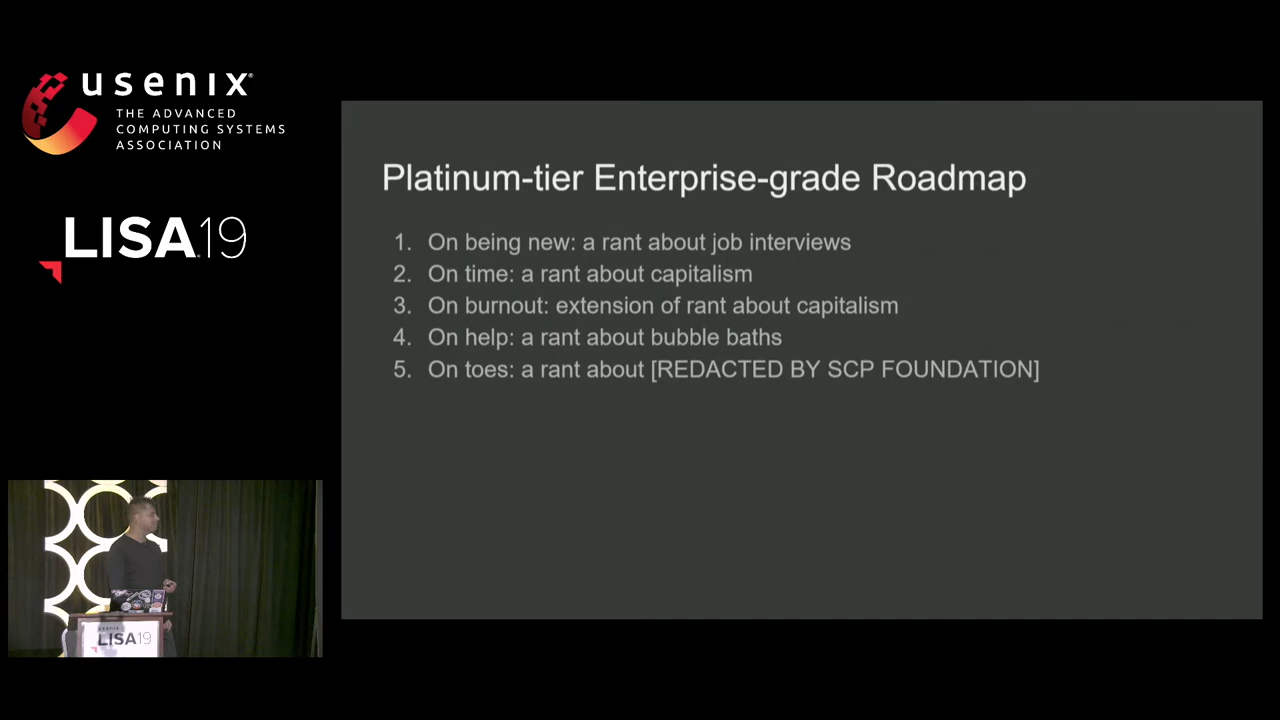 usenix®
THE ADVANCED
COMPUTING SYSTEMS
ASSOCIATION
LISA19
Platinum-tier Enterprise-grade Roadmap
1. On being new: a rant about job interviews
2. On time: a rant about capitalism
3. On burnout: extension of rant about capitalism
4. On help: a rant about bubble baths
5. On toes: a rant about [REDACTED BY SCP FOUNDATION]
usenix
LISA19